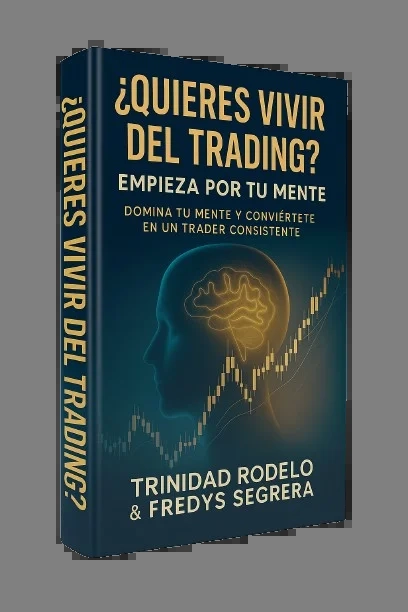 ¿QUIERES VIVIR DEL TRADING?
¿QUIERES VIVIR
DEL TRADING?
EMPIEZA POR TU MENTE
DOMINA TU MENTE Y CONVIÉRTETE
EN UN TRADER CONSISTENTE
TRINIDAD RODELO
& FREDYS SEGRERA